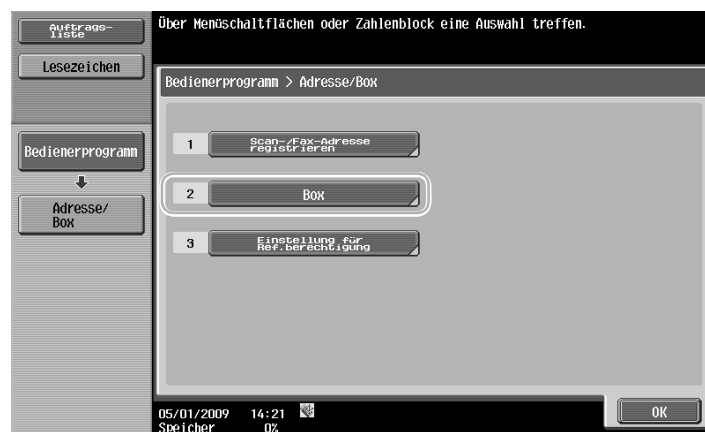 Auftrags-
liste
Über Menüschaltflächen oder Zahlenblock eine Auswahl treffen.
Lesezeichen
Bedienerprogramm > Adresse/Box
1 Scan-/Fax-Adresse
registrieren
Bedienerprogramm
2 Box
Adresse/
Box
3 Einstellung für
Ref.berechtigung
05/01/2009 14:21
Speicher 0%
OK